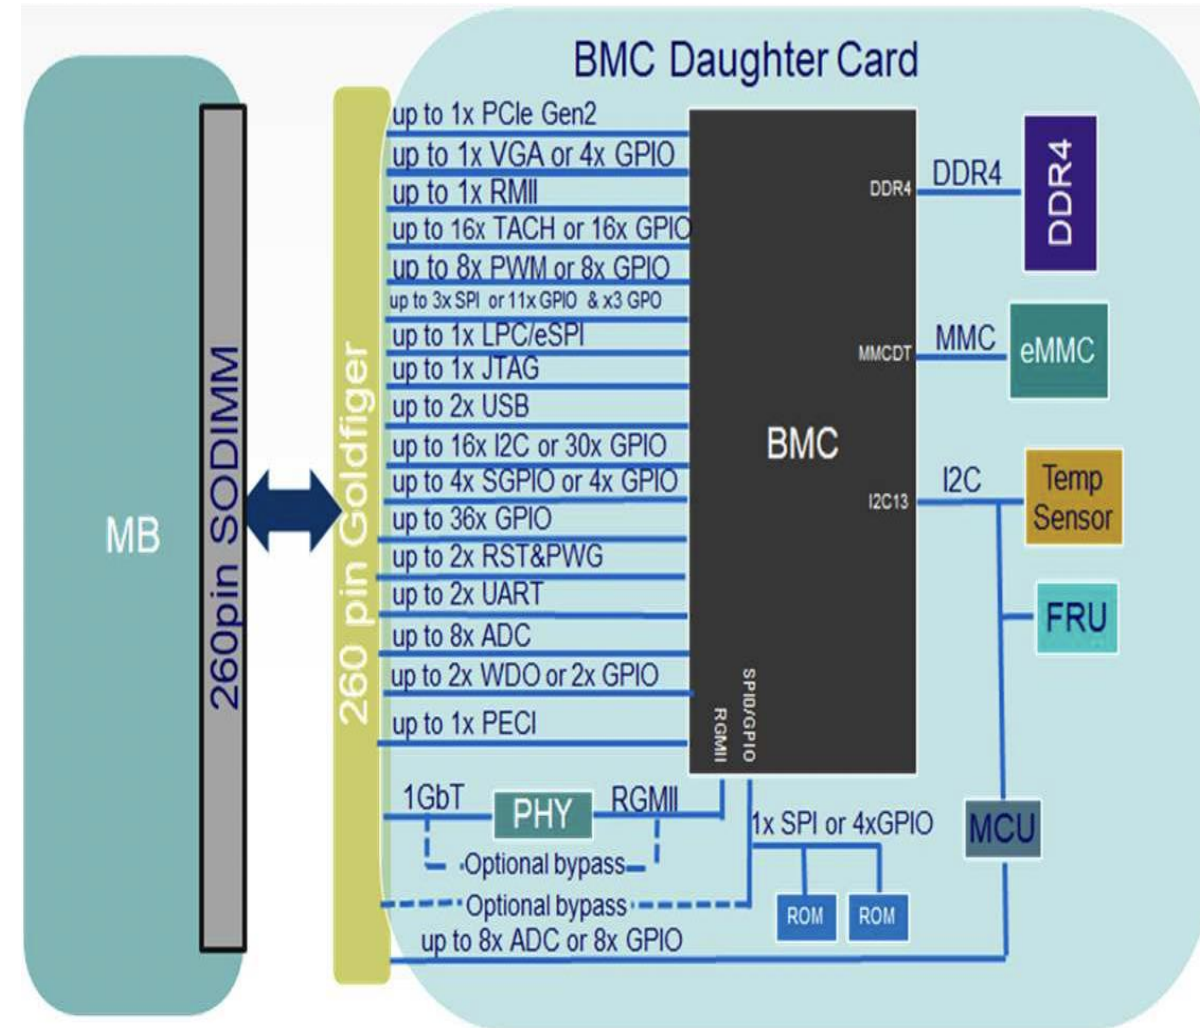 BMC Daughter Card
MB
260pin SODIMM
260 pin Goldfiger
up to 1x PCIe Gen2
up to 1x VGA or 4x GPIO
up to 1x RMII
up to 16x TACH or 16x GPIO
up to 8x PWM or 8x GPIO
up to 3x SPI or 11x GPIO & x3 GPO
up to 1x LPC/eSPI
up to 1x JTAG
up to 2x USB
up to 16x I2C or 30x GPIO
up to 4x SGPIO or 4x GPIO
up to 36x GPIO
up to 2x RST&PWG
up to 2x UART
up to 8x ADC
up to 2x WDO or 2x GPIO
up to 1x PECI
BMC
DDR4
DDR4
DDR4
MMCDT
MMC
eMMC
I2C13
I2C
Temp
Sensor
FRU
RGMII
SPI0/GPIO
1GbT
PHY
RGMII
Optional bypass
1x SPI or 4xGPIO
MCU
Optional bypass
ROM
ROM
up to 8x ADC or 8x GPIO